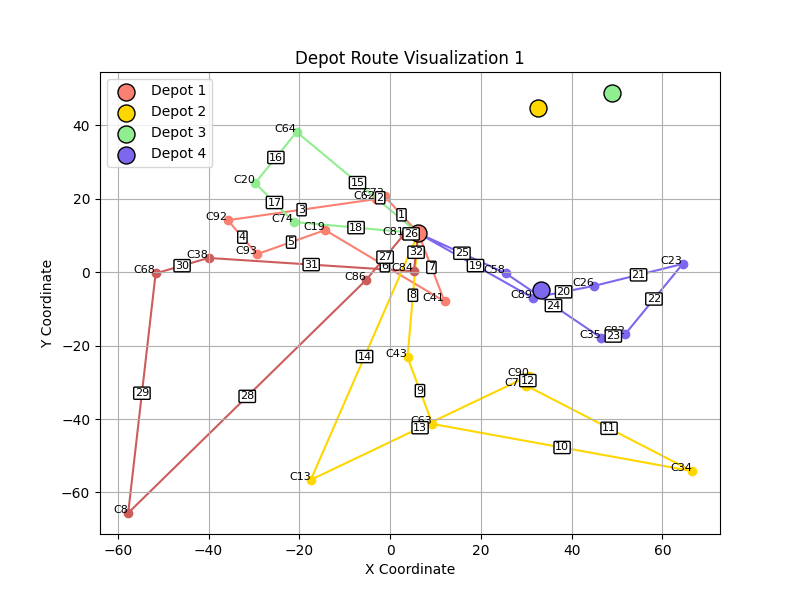 Depot Route Visualization 1
Depot 1
Depot 2
Depot 3
Depot 4
Y Coordinate
40
20
0
−20
−40
−60
−60
−40
−20
0
20
40
60
X Coordinate
C64
16
15
C20
17
C62
C73
2
3
1
C92
C74
C19
18
C81
26
4
5
C93
C38
27
32
25
C68
30
31
6
C84
7
19
C58
C23
C86
21
C26
20
22
C89
24
8
C41
C35
C82
23
C43
14
9
C90
12
29
28
C63
13
11
10
C34
C13
C8